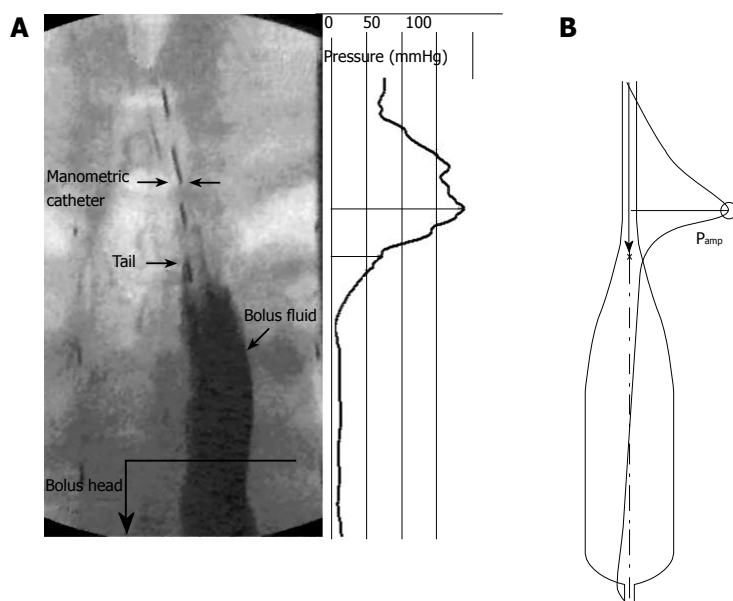 A
0 50 100
Pressure (mmHg)
Manometric
catheter
Tail
Bolus fluid
Bolus head
B
Pamp
x